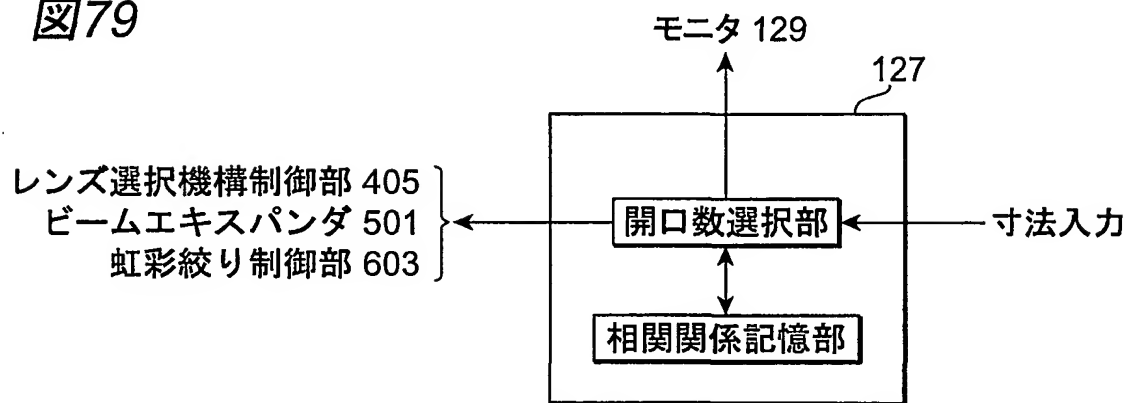 図79
モニタ 129
127
レンズ選択機構制御部 405
ビームエキスパンダ 501
虹彩絞り制御部 603
開口数選択部
寸法入力
相関関係記憶部